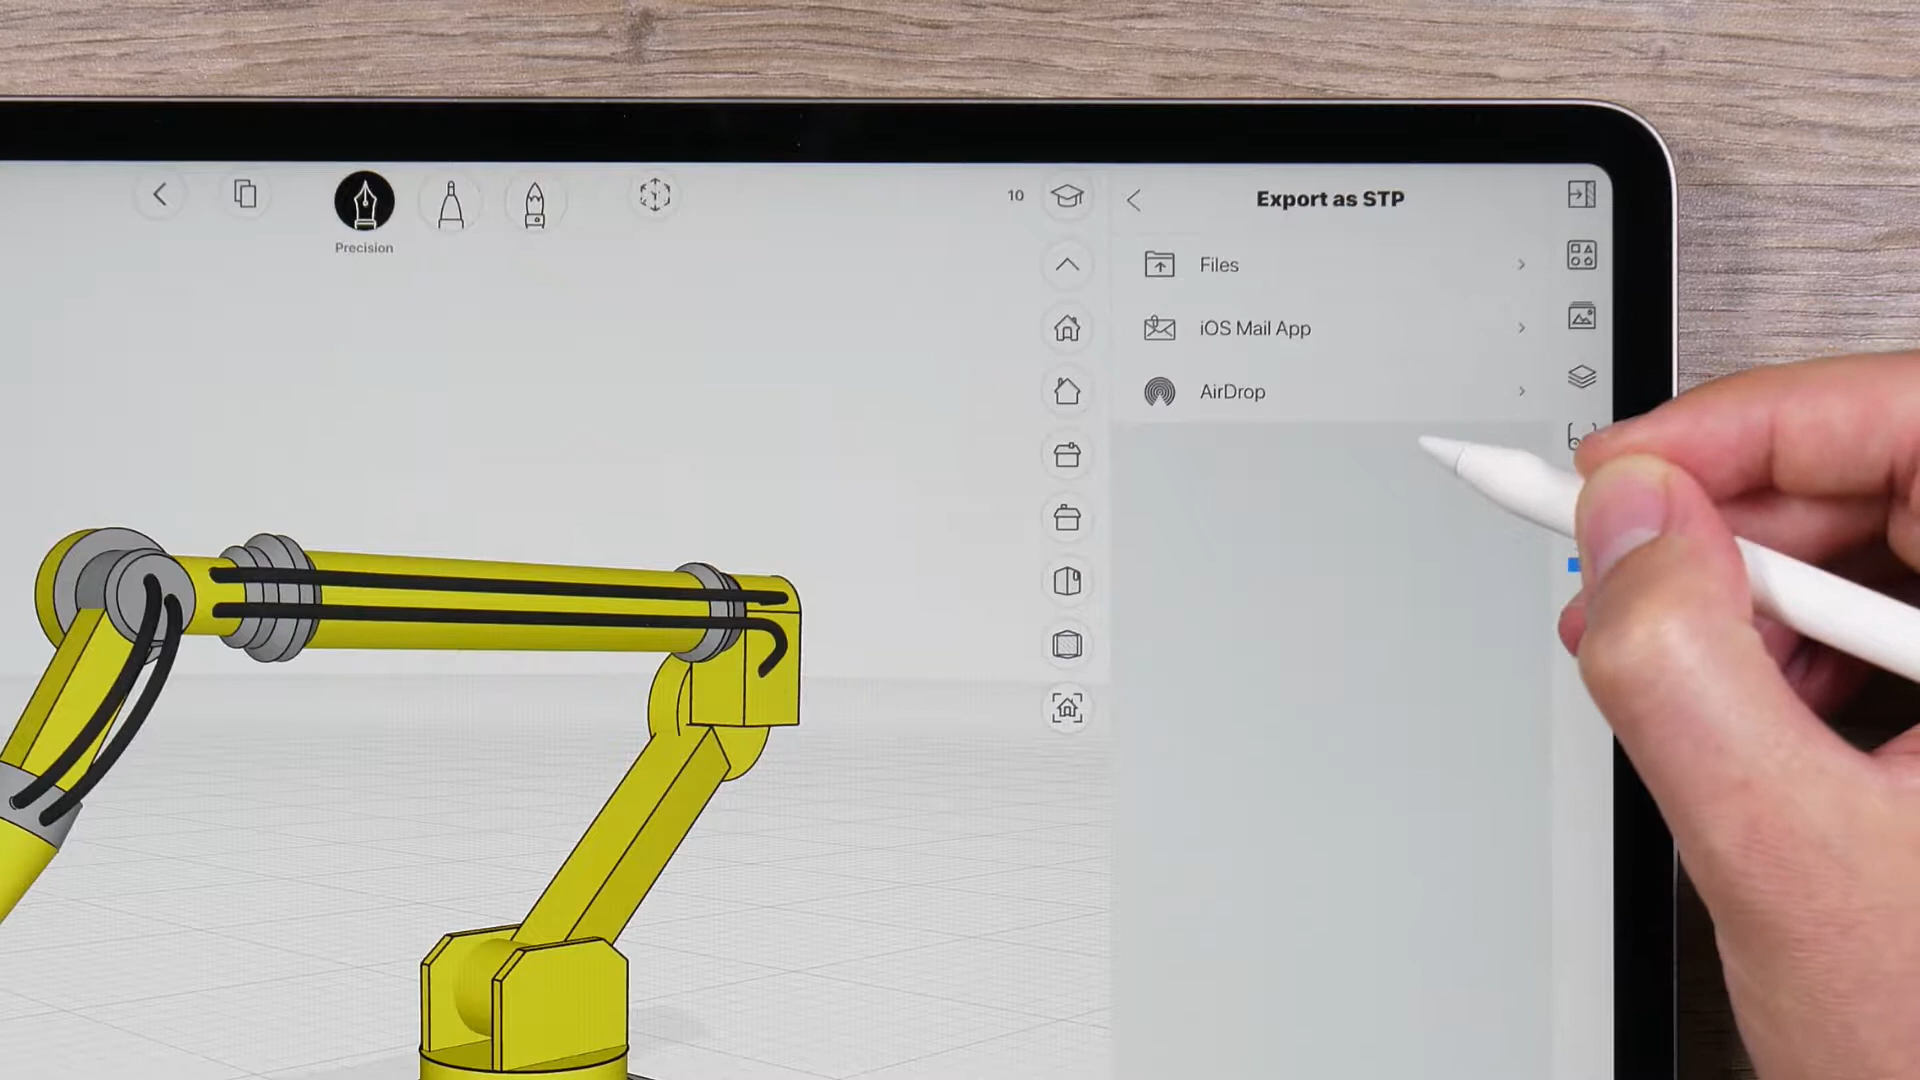 Precision
10
Export as STP
Files
iOS Mail App
AirDrop